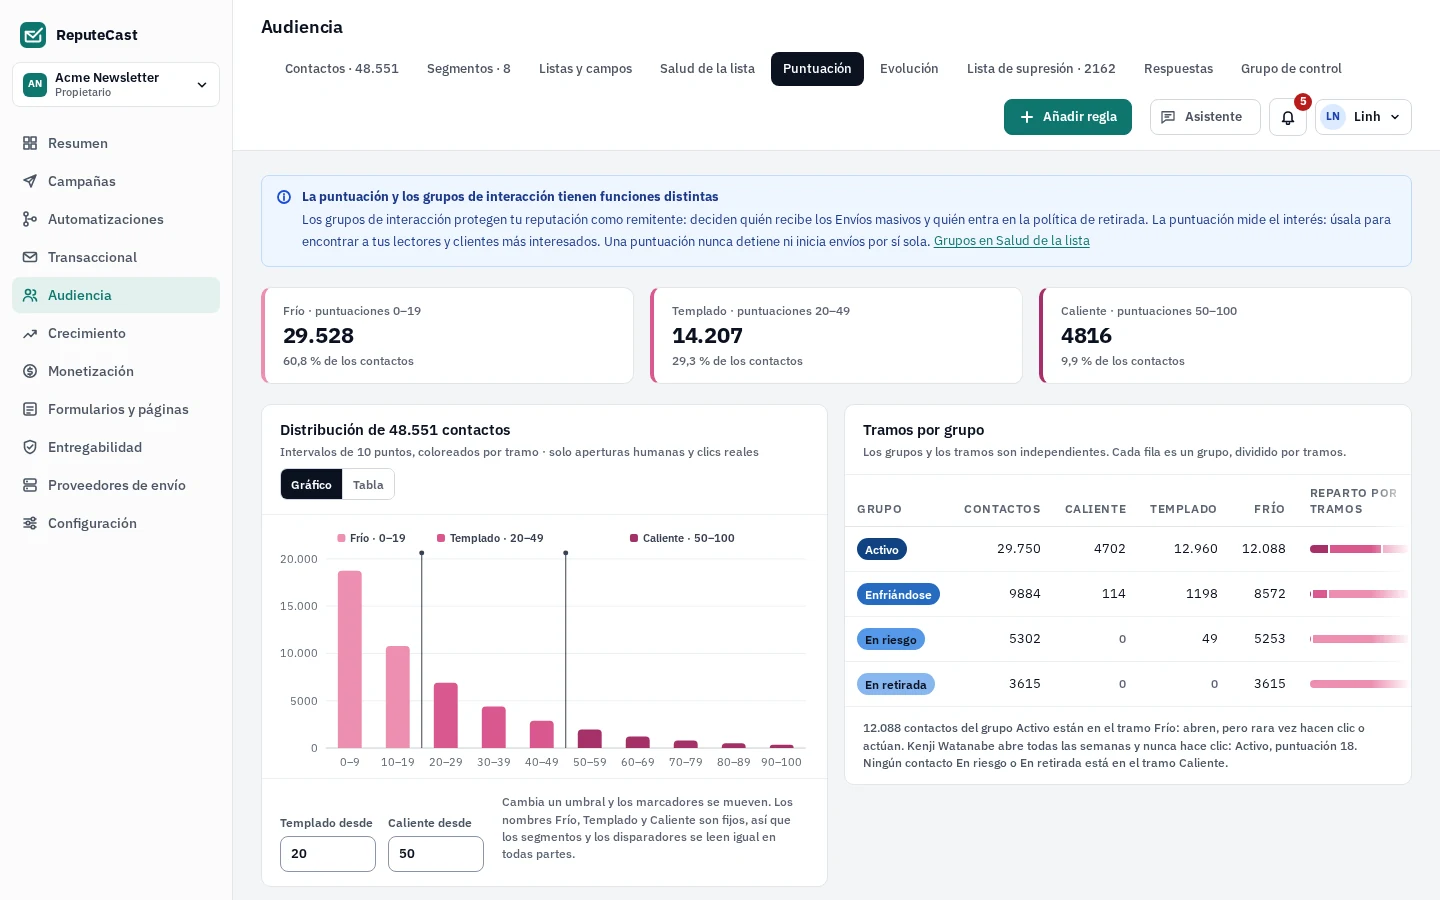 ReputeCast
AN
Acme Newsletter
Propietario
Resumen
Campañas
Automatizaciones
Transaccional
Audiencia
Crecimiento
Monetización
Formularios y páginas
Entregabilidad
Proveedores de envío
Configuración
Audiencia
Contactos · 48.551
Segmentos · 8
Listas y campos
Salud de la lista
Puntuación
Evolución
Lista de supresión · 2162
Respuestas
Grupo de control
Añadir regla
Asistente
5
LN
Linh
La puntuación y los grupos de interacción tienen funciones distintas
Los grupos de interacción protegen tu reputación como remitente: deciden quién recibe los Envíos masivos y quién entra en la política de retirada. La puntuación mide el interés: úsala para
encontrar a tus lectores y clientes más interesados. Una puntuación nunca detiene ni inicia envíos por sí sola. Grupos en Salud de la lista
Frío · puntuaciones 0–19
29.528
60,8 % de los contactos
Templado · puntuaciones 20–49
14.207
29,3 % de los contactos
Caliente · puntuaciones 50–100
4816
9,9 % de los contactos
Distribución de 48.551 contactos
Intervalos de 10 puntos, coloreados por tramo · solo aperturas humanas y clics reales
Gráfico
Tabla
Frío · 0–19
Templado · 20–49
Caliente · 50–100
20.000
15.000
10.000
5000
0
0–9
10–19
20–29
30–39
40–49
50–59
60–69
70–79
80–89
90–100
Templado desde
20
Caliente desde
50
Cambia un umbral y los marcadores se mueven. Los
nombres Frío, Templado y Caliente son fijos, así que
los segmentos y los disparadores se leen igual en
todas partes.
Tramos por grupo
Los grupos y los tramos son independientes. Cada fila es un grupo, dividido por tramos.
GRUPO CONTACTOS CALIENTE TEMPLADO FRÍO REPARTO POR
TRAMOS
Activo 29.750 4702 12.960 12.088
Enfriándose 9884 114 1198 8572
En riesgo 5302 0 49 5253
En retirada 3615 0 0 3615
12.088 contactos del grupo Activo están en el tramo Frío: abren, pero rara vez hacen clic o
actúan. Kenji Watanabe abre todas las semanas y nunca hace clic: Activo, puntuación 18.
Ningún contacto En riesgo o En retirada está en el tramo Caliente.